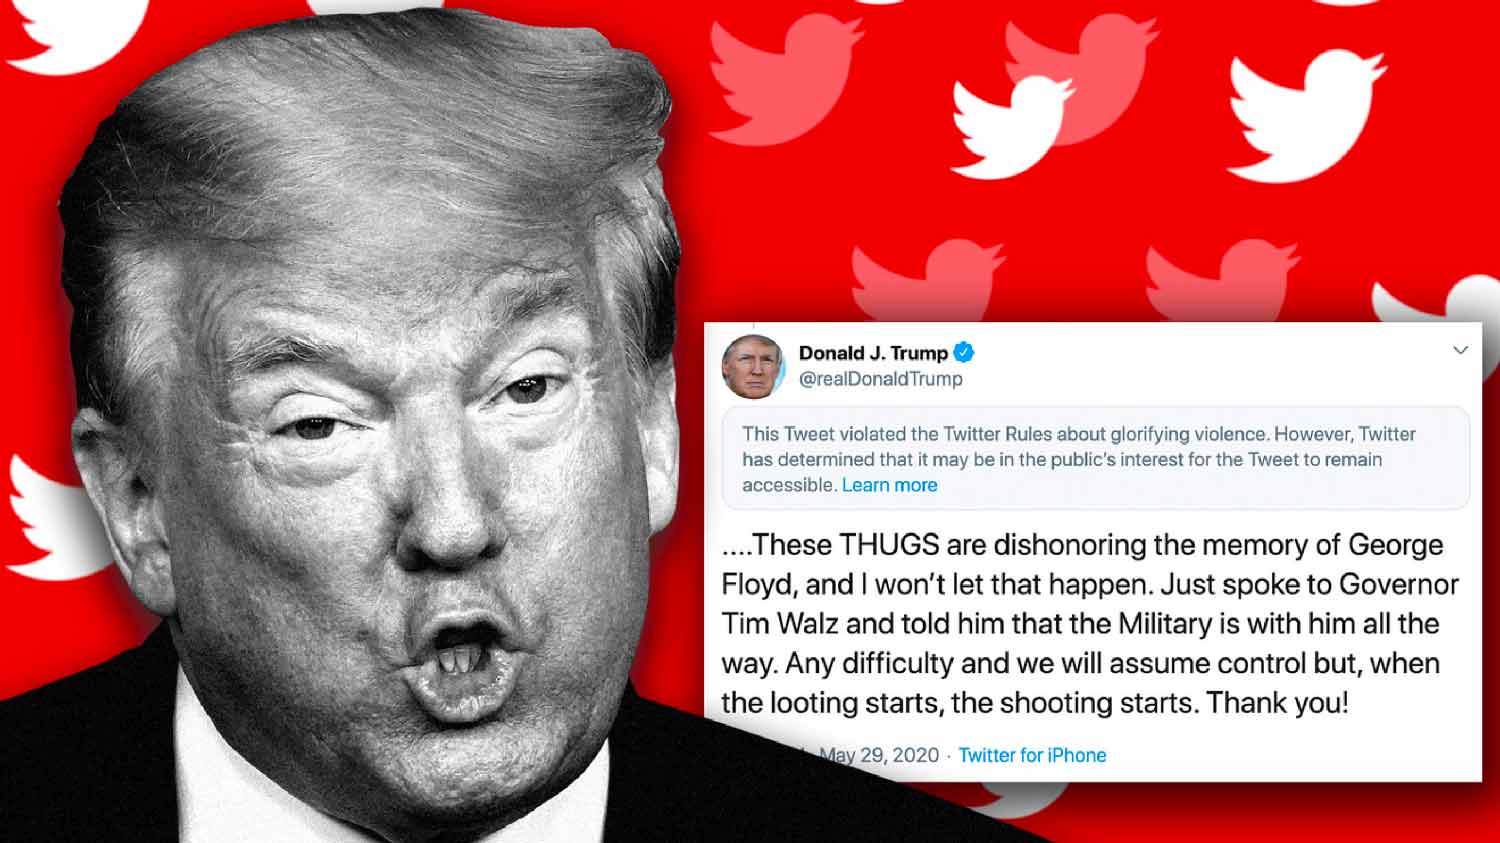 Donald J. Trump
@realDonaldTrump
This Tweet violated the Twitter Rules about glorifying violence. However, Twitter
has determined that it may be in the public's interest for the Tweet to remain
accessible. Learn more
....These THUGS are dishonoring the memory of George
Floyd, and I won't let that happen. Just spoke to Governor
Tim Walz and told him that the Military is with him all the
way. Any difficulty and we will assume control but, when
the looting starts, the shooting starts. Thank you!
May 29, 2020 · Twitter for iPhone